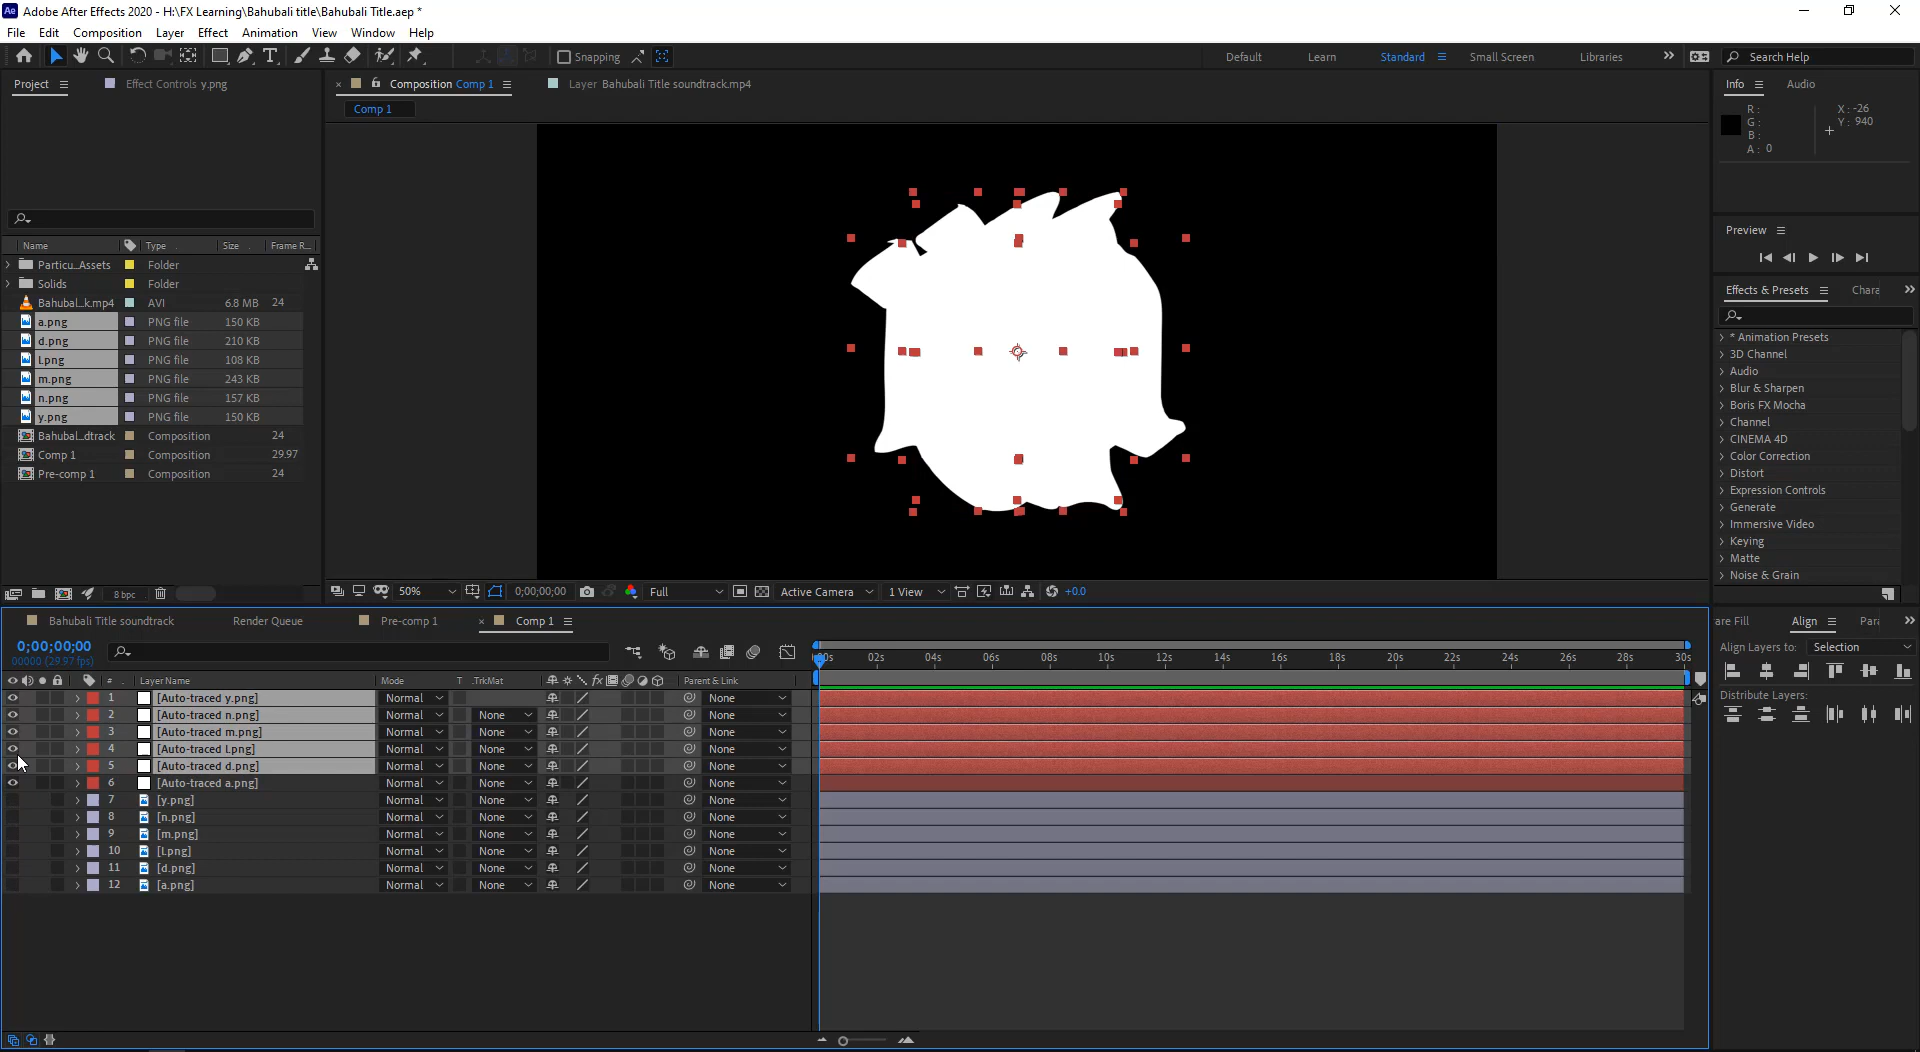 Ae Adobe After Effects 2020 - H:\FX Learning\Bahubali title\Bahubali Title.aep *
File Edit Composition Layer Effect Animation View Window Help
Snapping Default Learn Standard Small Screen Libraries Search Help
Project Effect Controls y.png
Composition Comp 1 Layer Bahubali Title soundtrack.mp4
Comp 1
Name Type Size Frame R...
Particu...Assets Folder
Solids Folder
Bahubal...k.mp4 AVI 6.8 MB 24
a.png PNG file 150 KB
d.png PNG file 210 KB
l.png PNG file 108 KB
m.png PNG file 243 KB
n.png PNG file 157 KB
y.png PNG file 150 KB
Bahubal...dtrack Composition 24
Comp 1 Composition 29.97
Pre-comp 1 Composition 24
8 bpc
50% 0;00;00;00 Full Active Camera 1 View +0.0
Info Audio
R :
G :
B :
A : 0
X : -26
Y : 940
Preview
Effects & Presets Chara
* Animation Presets
3D Channel
Audio
Blur & Sharpen
Boris FX Mocha
Channel
CINEMA 4D
Color Correction
Distort
Expression Controls
Generate
Immersive Video
Keying
Matte
Noise & Grain
are Fill Align Para
Align Layers to: Selection
Distribute Layers:
Bahubali Title soundtrack Render Queue Pre-comp 1 Comp 1
0;00;00;00
00000 (29.97 fps)
00s 02s 04s 06s 08s 10s 12s 14s 16s 18s 20s 22s 24s 26s 28s 30s
# Layer Name Mode T .TrkMat fx Parent & Link
1 [Auto-traced y.png] Normal None
2 [Auto-traced n.png] Normal None None
3 [Auto-traced m.png] Normal None None
4 [Auto-traced l.png] Normal None None
5 [Auto-traced d.png] Normal None None
6 [Auto-traced a.png] Normal None None
7 [y.png] Normal None None
8 [n.png] Normal None None
9 [m.png] Normal None None
10 [l.png] Normal None None
11 [d.png] Normal None None
12 [a.png] Normal None None